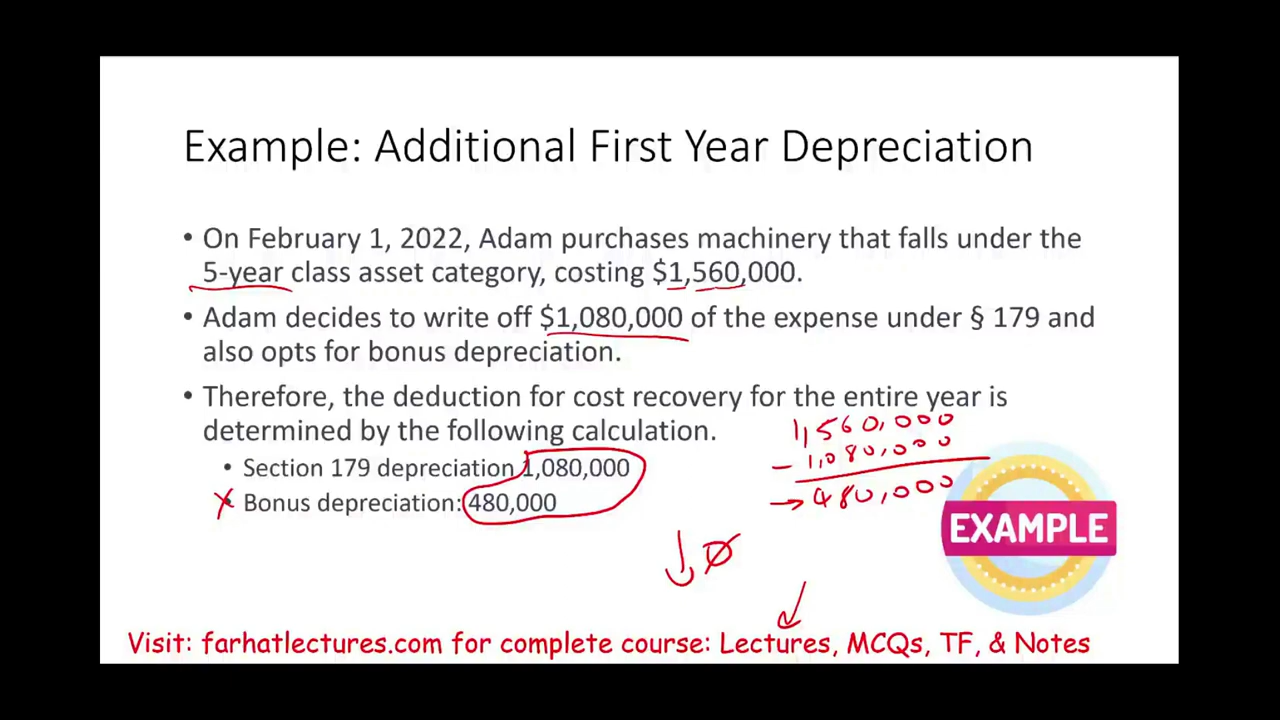 Example: Additional First Year Depreciation
• On February 1, 2022, Adam purchases machinery that falls under the
5-year class asset category, costing $1,560,000.
• Adam decides to write off $1,080,000 of the expense under § 179 and
also opts for bonus depreciation.
• Therefore, the deduction for cost recovery for the entire year is
determined by the following calculation.
1,560,000
- 1,080,000
→ 480,000
• Section 179 depreciation 1,080,000
• Bonus depreciation: 480,000
EXAMPLE
Visit: farhatlectures.com for complete course: Lectures, MCQs, TF, & Notes